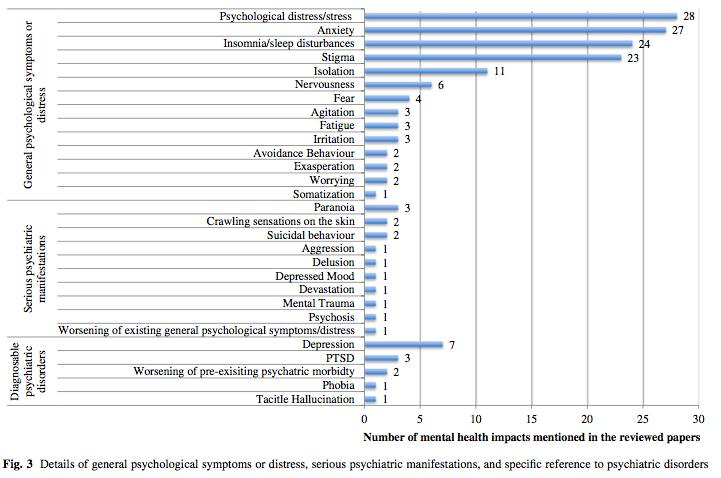 General psychological symptoms or
distress
Psychological distress/stress 28
Anxiety 27
Insomnia/sleep disturbances 24
Stigma 23
Isolation 11
Nervousness 6
Fear 4
Agitation 3
Fatigue 3
Irritation 3
Avoidance Behaviour 2
Exasperation 2
Worrying 2
Somatization 1
Serious psychiatric
manifestations
Paranoia 3
Crawling sensations on the skin 2
Suicidal behaviour 2
Aggression 1
Delusion 1
Depressed Mood 1
Devastation 1
Mental Trauma 1
Psychosis 1
Worsening of existing general psychological symptoms/distress 1
Diagnosable
psychiatric
disorders
Depression 7
PTSD 3
Worsening of pre-exisiting psychatric morbidty 2
Phobia 1
Tacitle Hallucination 1
0 5 10 15 20 25 30
Number of mental health impacts mentioned in the reviewed papers
Fig. 3 Details of general psychological symptoms or distress, serious psychiatric manifestations, and specific reference to psychiatric disorders